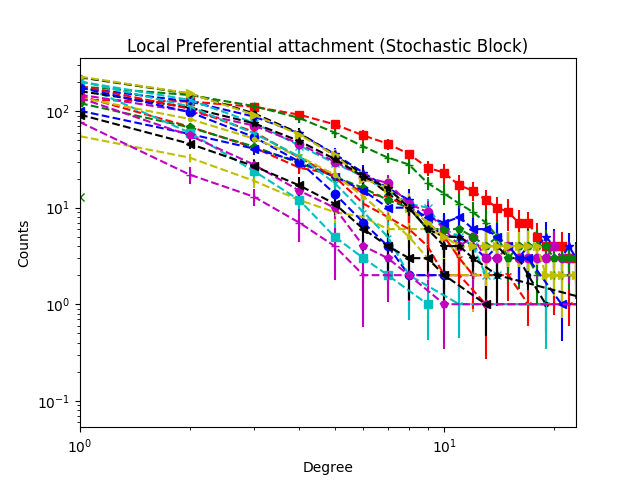 Local Preferential attachment (Stochastic Block)
Counts
10²
10¹
10⁰
10⁻¹
10⁰
10¹
Degree